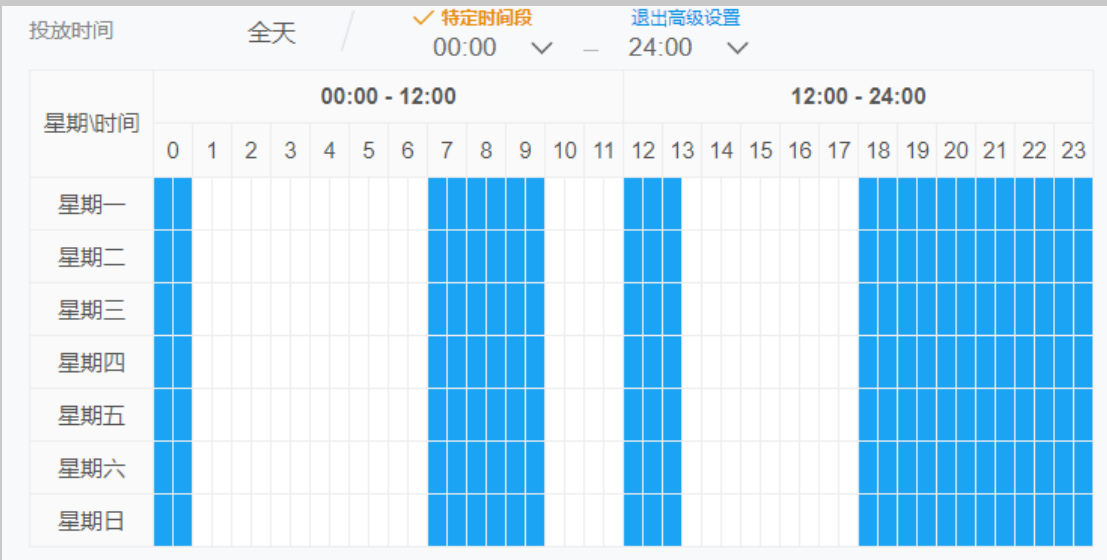 投放时间 全天 特定时间段 退出高级设置
00:00 – 24:00
星期\时间 00:00 - 12:00 12:00 - 24:00
0 1 2 3 4 5 6 7 8 9 10 11 12 13 14 15 16 17 18 19 20 21 22 23
星期一
星期二
星期三
星期四
星期五
星期六
星期日